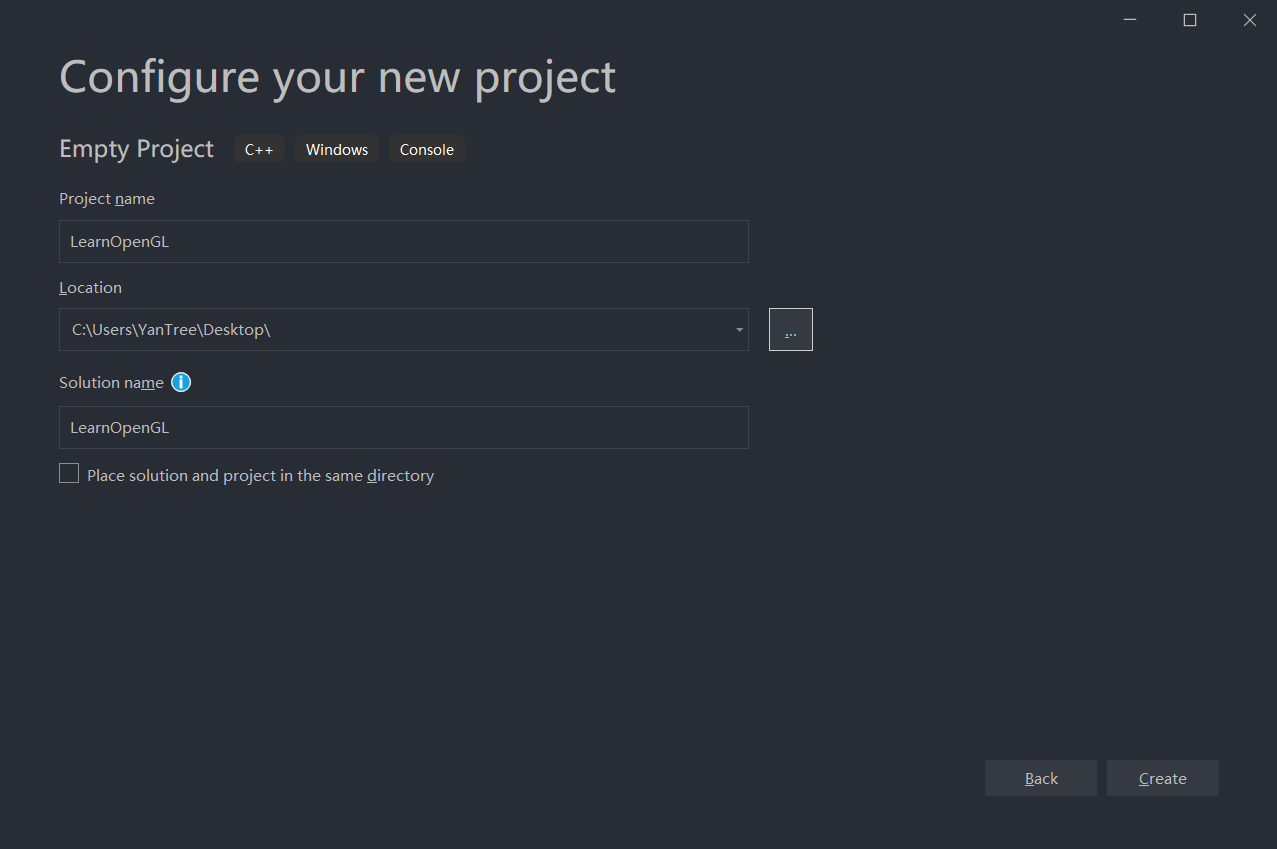 Configure your new project
Empty Project C++ Windows Console
Project name
LearnOpenGL
Location
C:\Users\YanTree\Desktop\
...
Solution name
LearnOpenGL
Place solution and project in the same directory
Back Create